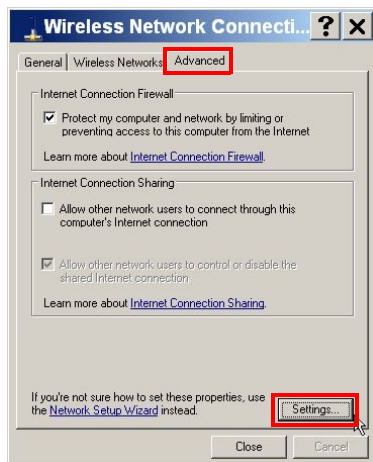 Wireless Network Connecti... ? X
General Wireless Networks Advanced
Internet Connection Firewall
Protect my computer and network by limiting or
preventing access to this computer from the Internet
Learn more about Internet Connection Firewall.
Internet Connection Sharing
Allow other network users to connect through this
computer's Internet connection
Allow other network users to control or disable the
shared Internet connection
Learn more about Internet Connection Sharing.
If you're not sure how to set these properties, use
the Network Setup Wizard instead.
Settings...
Close Cancel